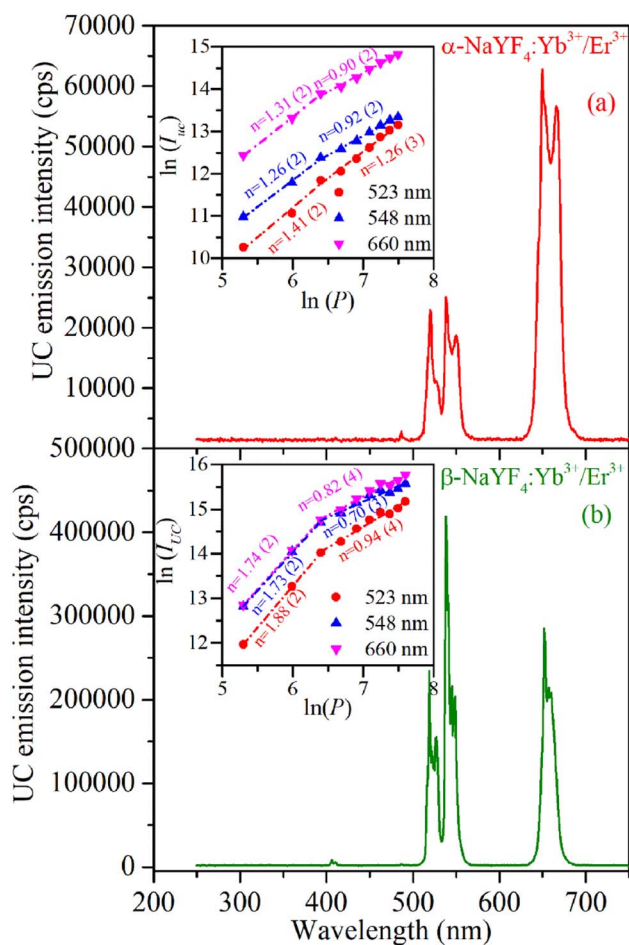 70000
60000
50000
40000
30000
20000
10000
UC emission intensity (cps)
α-NaYF₄:Yb³⁺/Er³⁺
(a)
15
14
13
12
11
10
ln (I_uc)
n=1.31 (2)
n=0.90 (2)
n=1.26 (2)
n=0.92 (2)
n=1.41 (2)
n=1.26 (3)
523 nm
548 nm
660 nm
5 6 7 8
ln (P)
500000
400000
300000
200000
100000
0
UC emission intensity (cps)
β-NaYF₄:Yb³⁺/Er³⁺
(b)
16
15
14
13
12
ln (I_UC)
n=1.74 (2)
n=0.82 (4)
n=1.73 (2)
n=0.70 (3)
n=1.88 (2)
n=0.94 (4)
523 nm
548 nm
660 nm
5 6 7 8
ln(P)
200 300 400 500 600 700
Wavelength (nm)